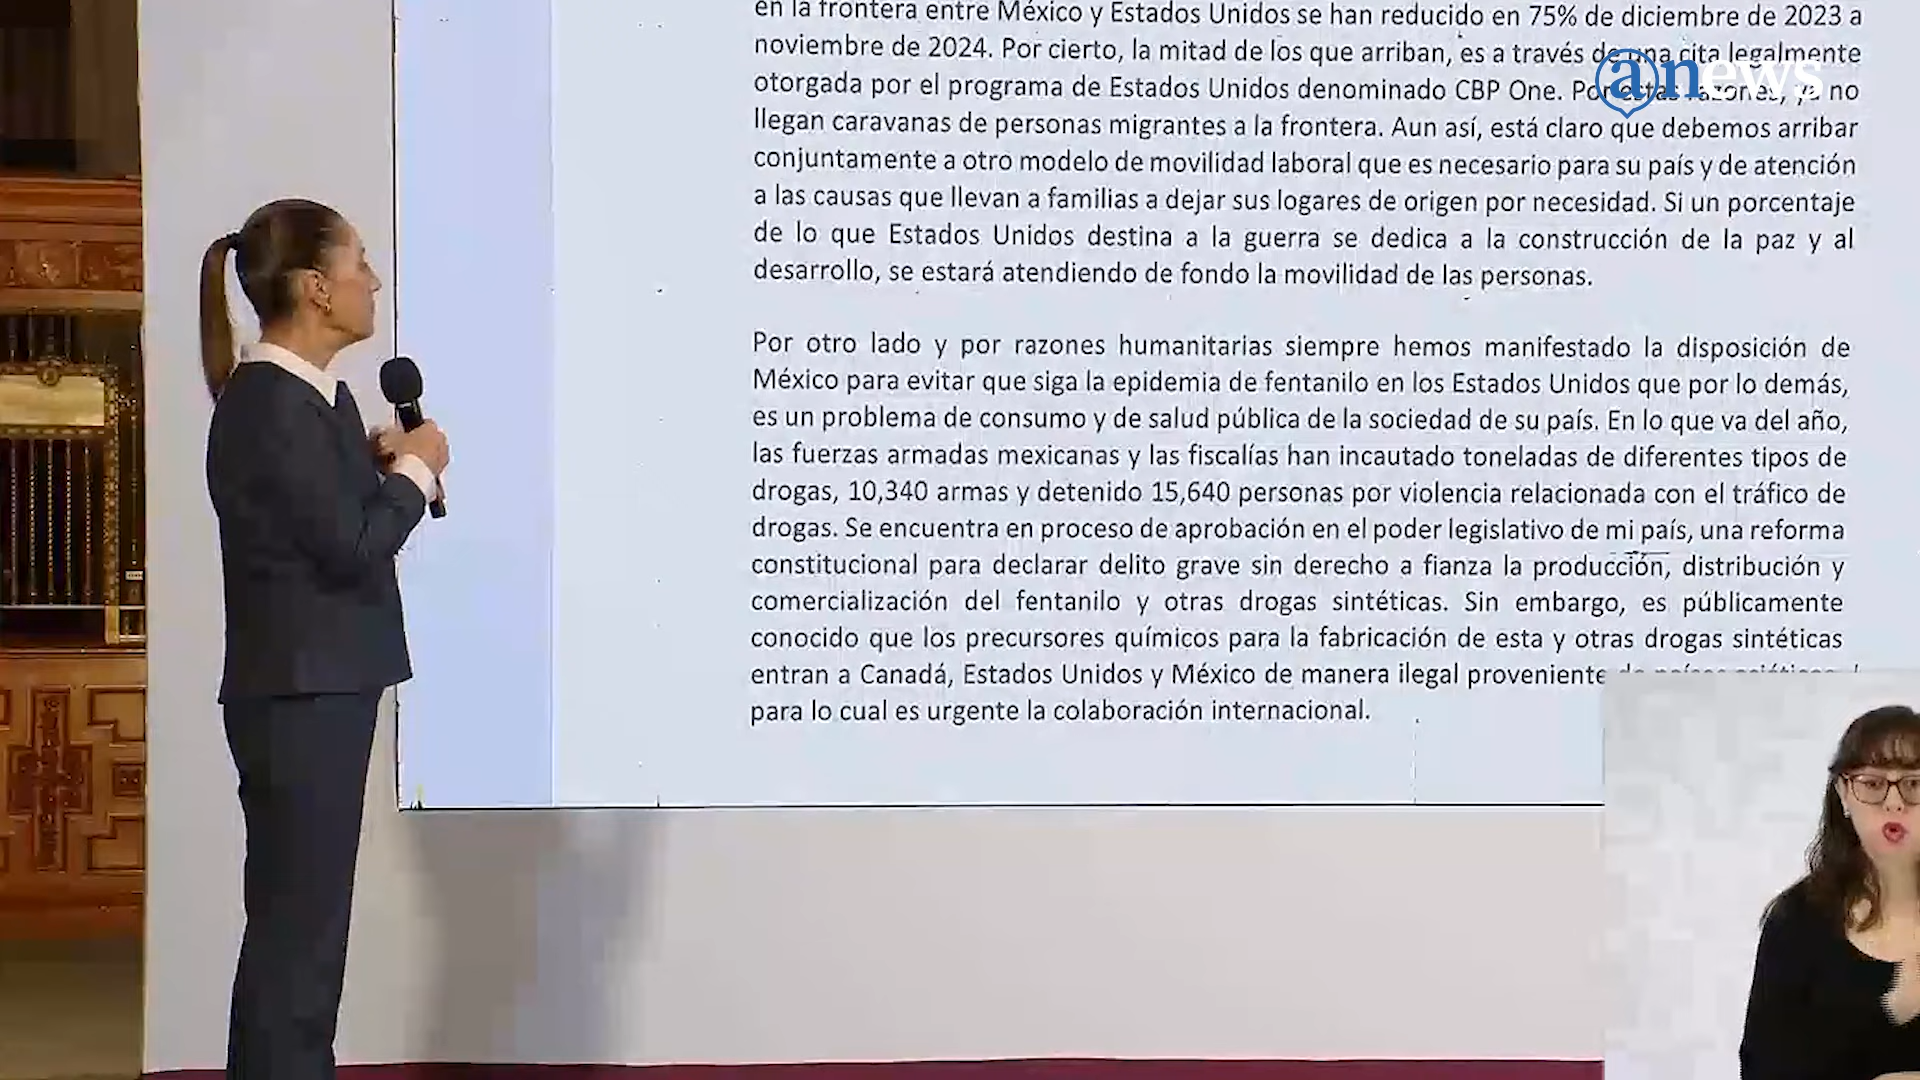 en la frontera entre México y Estados Unidos se han reducido en 75% de diciembre de 2023 a
noviembre de 2024. Por cierto, la mitad de los que arriban, es a través de una cita legalmente
anews
otorgada por el programa de Estados Unidos denominado CBP One. Por estas razones, ya no
llegan caravanas de personas migrantes a la frontera. Aun así, está claro que debemos arribar
conjuntamente a otro modelo de movilidad laboral que es necesario para su país y de atención
a las causas que llevan a familias a dejar sus logares de origen por necesidad. Si un porcentaje
de lo que Estados Unidos destina a la guerra se dedica a la construcción de la paz y al
desarrollo, se estará atendiendo de fondo la movilidad de las personas.
Por otro lado y por razones humanitarias siempre hemos manifestado la disposición de
México para evitar que siga la epidemia de fentanilo en los Estados Unidos que por lo demás,
es un problema de consumo y de salud pública de la sociedad de su país. En lo que va del año,
las fuerzas armadas mexicanas y las fiscalías han incautado toneladas de diferentes tipos de
drogas, 10,340 armas y detenido 15,640 personas por violencia relacionada con el tráfico de
drogas. Se encuentra en proceso de aprobación en el poder legislativo de mi país, una reforma
constitucional para declarar delito grave sin derecho a fianza la producción, distribución y
comercialización del fentanilo y otras drogas sintéticas. Sin embargo, es públicamente
conocido que los precursores químicos para la fabricación de esta y otras drogas sintéticas
entran a Canadá, Estados Unidos y México de manera ilegal proveniente
para lo cual es urgente la colaboración internacional.